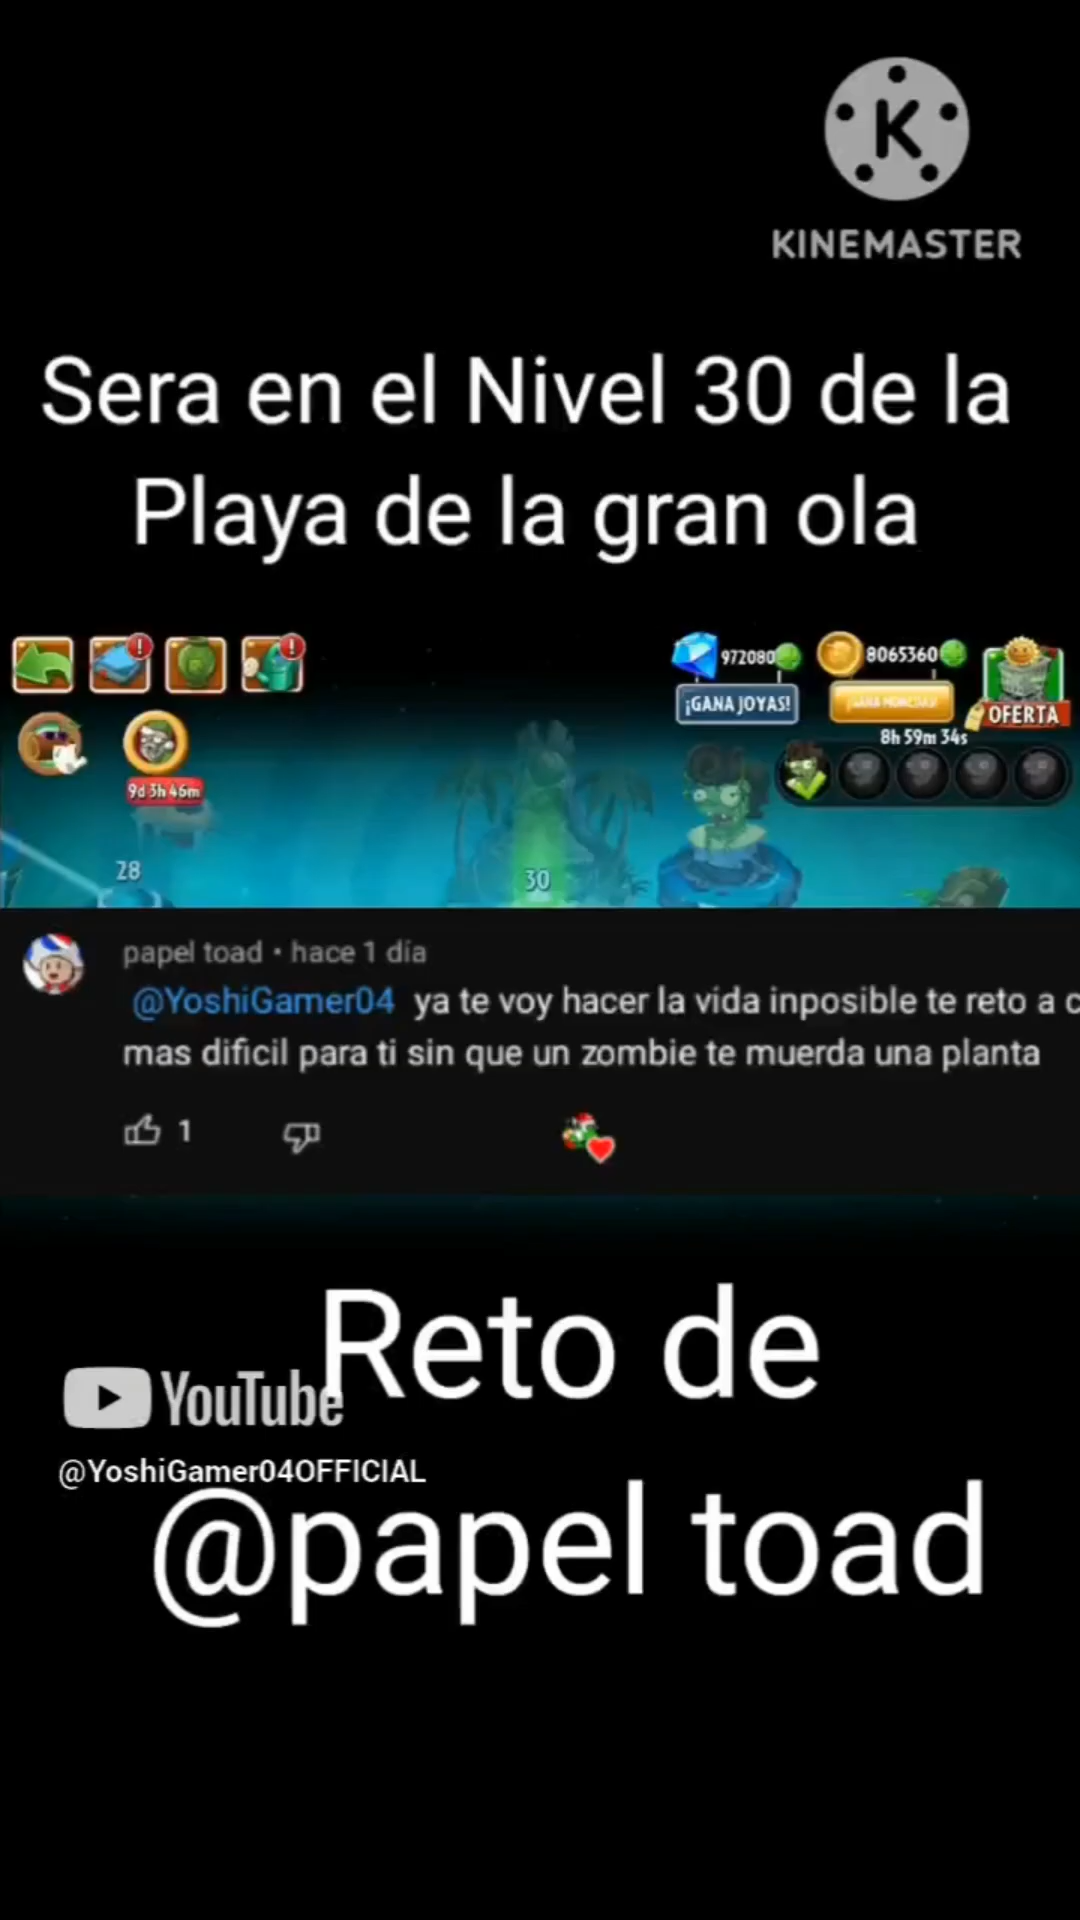 K
KINEMASTER
Sera en el Nivel 30 de la
Playa de la gran ola
! !
972080 8065360
¡GANA JOYAS!
OFERTA
8h 59m 34s
9d 3h 46m
28
30
papel toad • hace 1 día
@YoshiGamer04 ya te voy hacer la vida inposible te reto a c
mas dificil para ti sin que un zombie te muerda una planta
1
Reto de
YouTube
@YoshiGamer04OFFICIAL
@papel toad